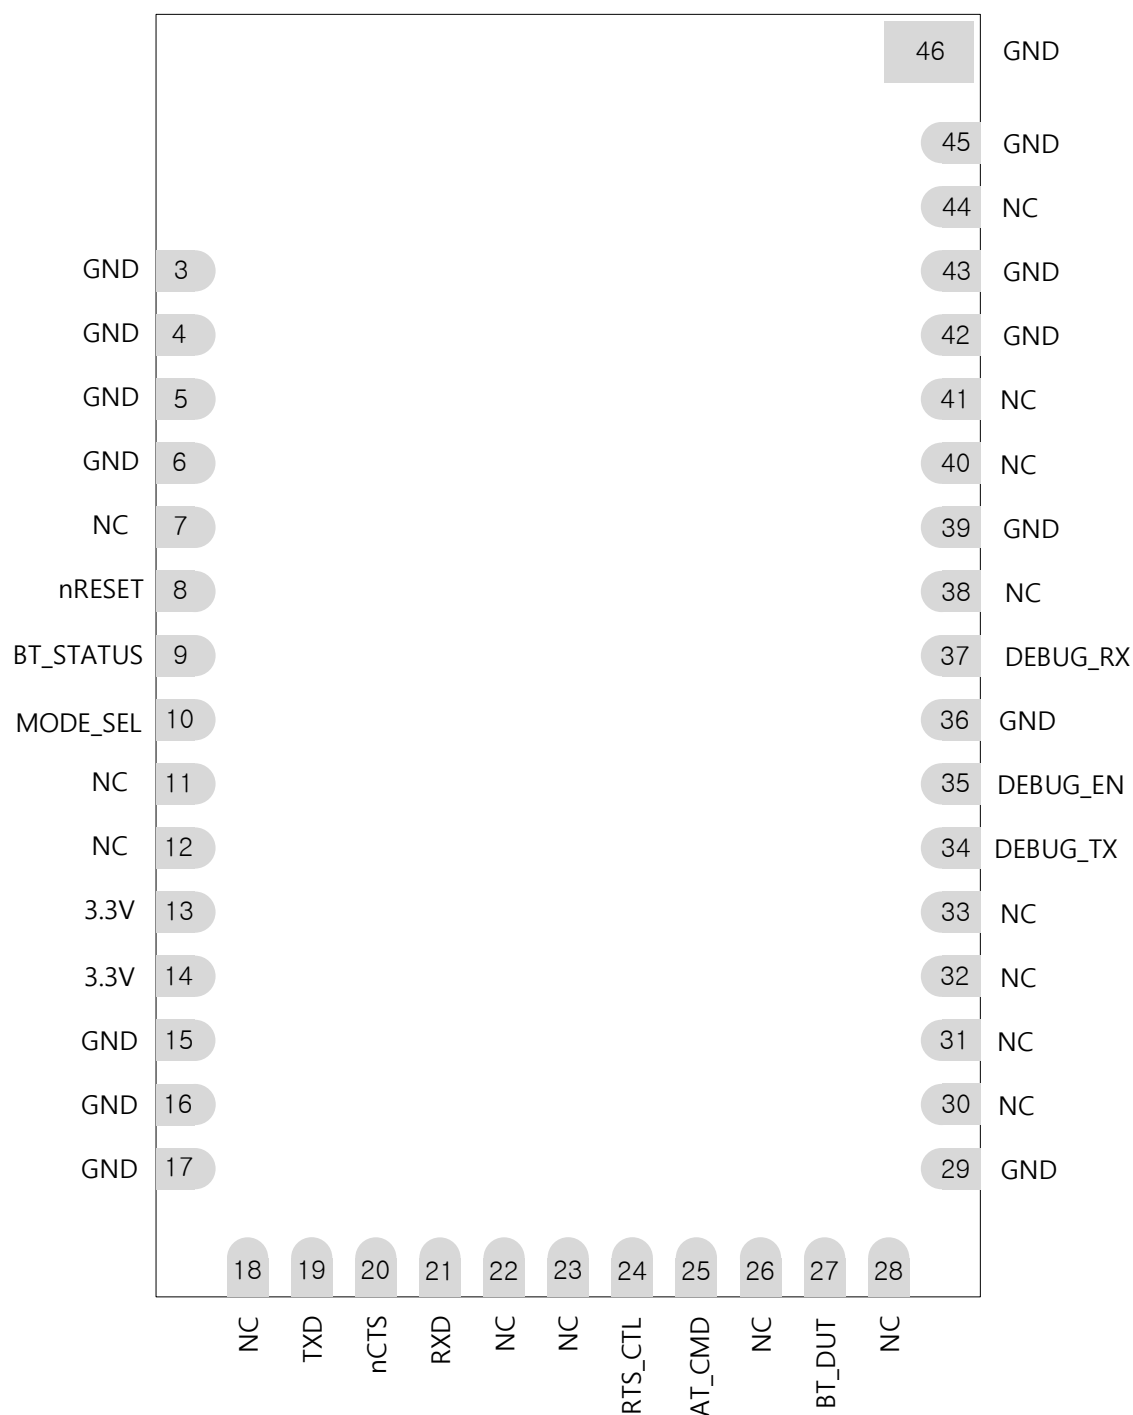 46 GND
45 GND
44 NC
GND 3 43 GND
GND 4 42 GND
GND 5 41 NC
GND 6 40 NC
NC 7 39 GND
nRESET 8 38 NC
BT_STATUS 9 37 DEBUG_RX
MODE_SEL 10 36 GND
NC 11 35 DEBUG_EN
NC 12 34 DEBUG_TX
3.3V 13 33 NC
3.3V 14 32 NC
GND 15 31 NC
GND 16 30 NC
GND 17 29 GND
18 19 20 21 22 23 24 25 26 27 28
NC TXD nCTS RXD NC NC RTS_CTL AT_CMD NC BT_DUT NC